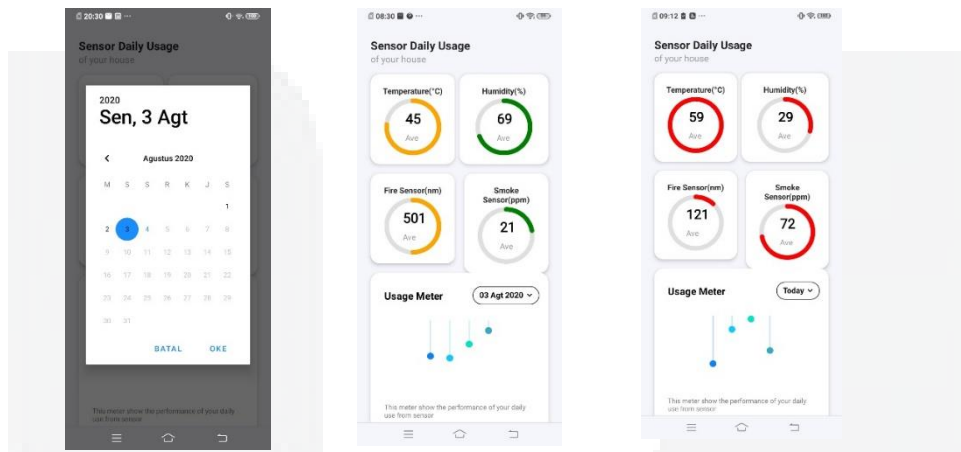 20:30
Sensor Daily Usage
of your house
2020
Sen, 3 Agt
Agustus 2020
M S S R K J S
1
2 3 4 5 6 7 8
9 10 11 12 13 14 15
16 17 18 19 20 21 22
23 24 25 26 27 28 29
30 31
BATAL OKE
This meter show the performance of your daily
use from sensor
08:30
Sensor Daily Usage
of your house
Temperature(°C) Humidity(%)
45 69
Ave Ave
Fire Sensor(nm) Smoke
Sensor(ppm)
501 21
Ave Ave
Usage Meter 03 Agt 2020
This meter show the performance of your daily
use from sensor
09:12
Sensor Daily Usage
of your house
Temperature(°C) Humidity(%)
59 29
Ave Ave
Fire Sensor(nm) Smoke
Sensor(ppm)
121 72
Ave Ave
Usage Meter Today
This meter show the performance of your daily
use from sensor